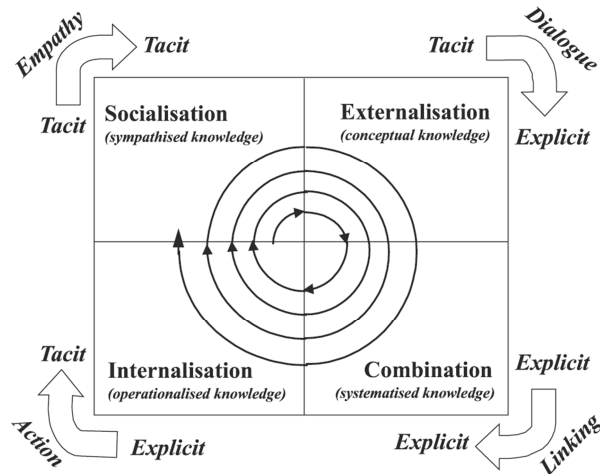 Empathy
Tacit
Tacit
Dialogue
Tacit
Explicit
Socialisation
(sympathised knowledge)
Externalisation
(conceptual knowledge)
Internalisation
(operationalised knowledge)
Combination
(systematised knowledge)
Tacit
Action
Explicit
Explicit
Linking
Explicit